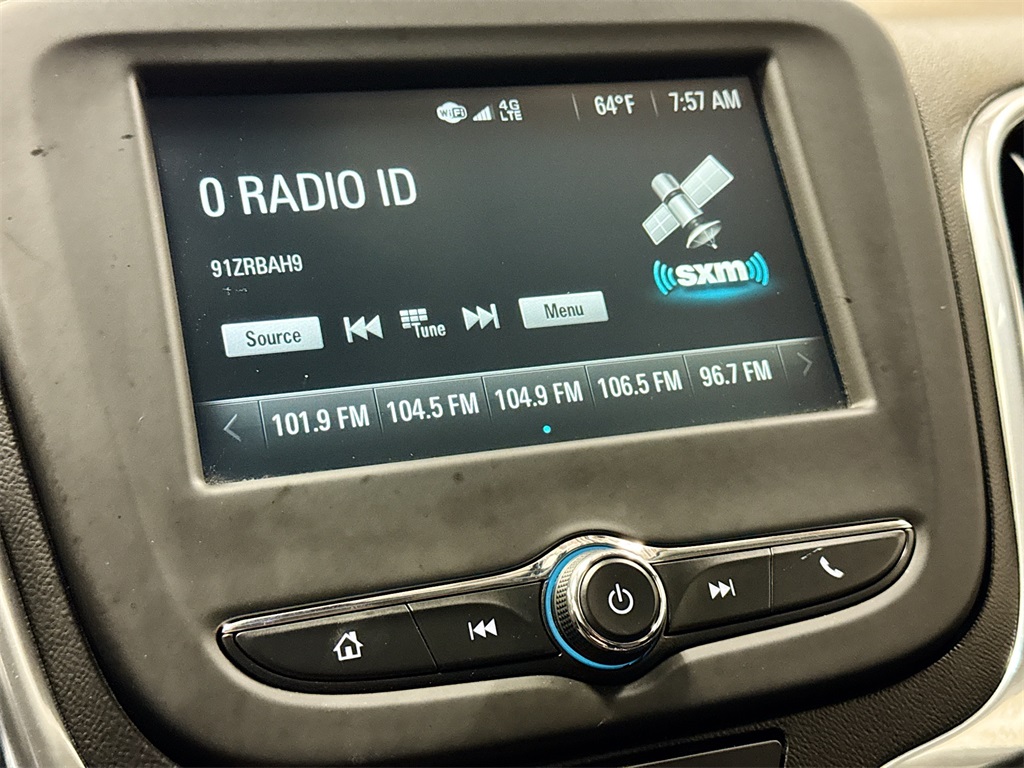 WiFi 4G LTE 64°F 7:57 AM
0 RADIO ID
91ZRBAH9
sxm
Source Tune Menu
101.9 FM 104.5 FM 104.9 FM 106.5 FM 96.7 FM